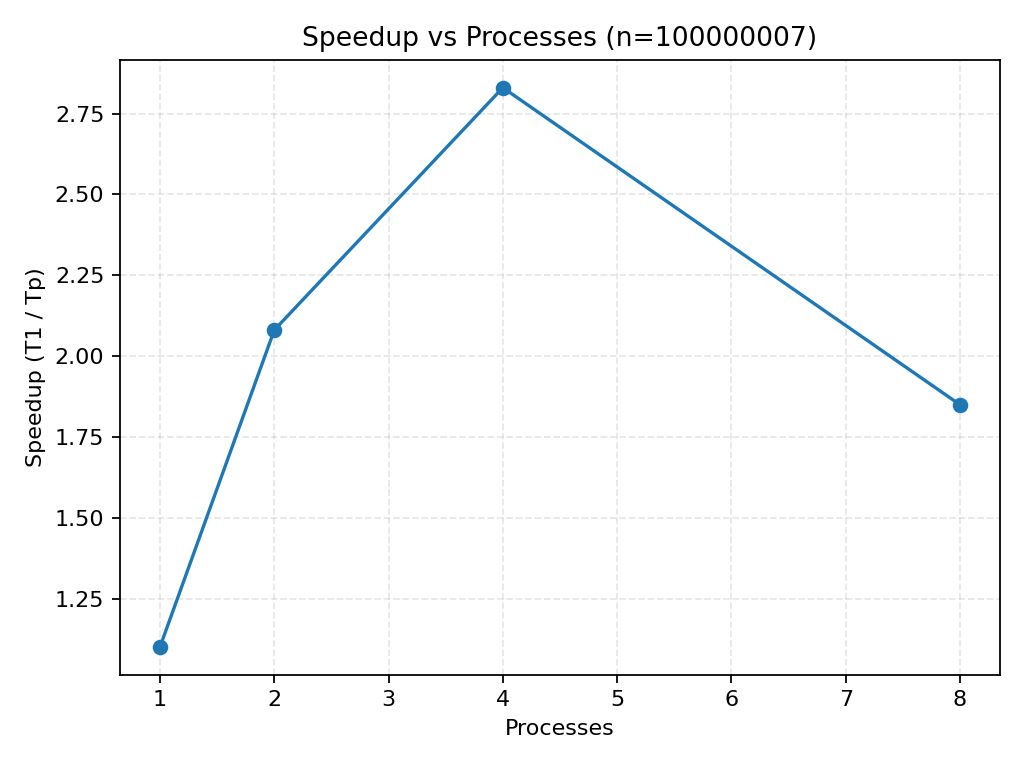 Speedup vs Processes (n=100000007)
Speedup (T1 / Tp)
2.75
2.50
2.25
2.00
1.75
1.50
1.25
1 2 3 4 5 6 7 8
Processes